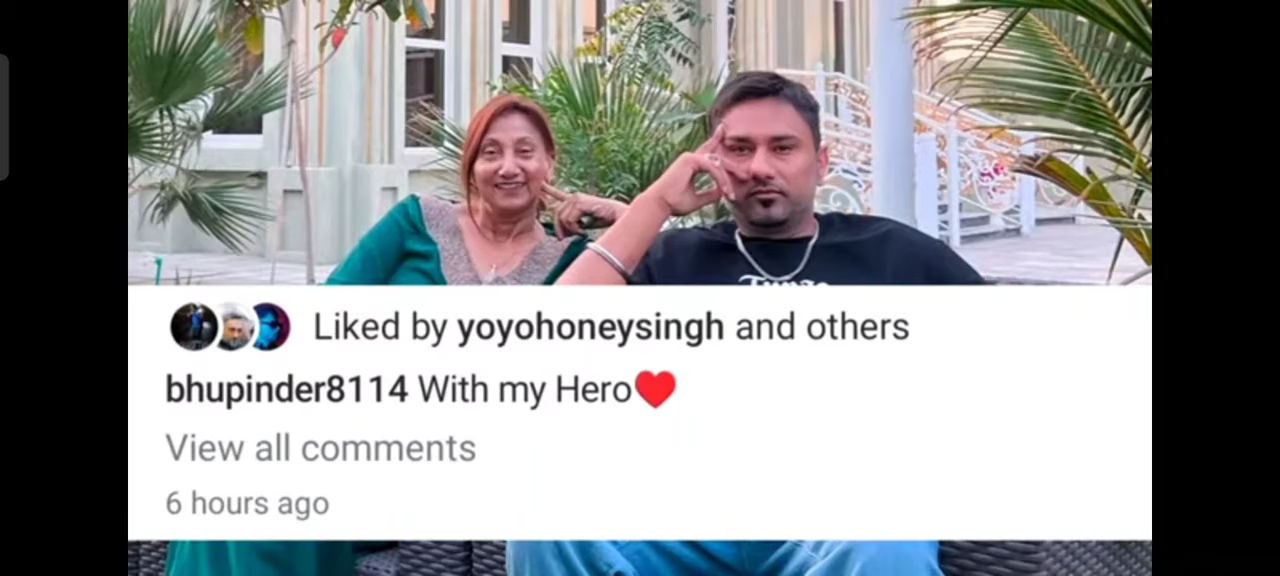 Liked by yoyohoneysingh and others
bhupinder8114 With my Hero❤️
View all comments
6 hours ago